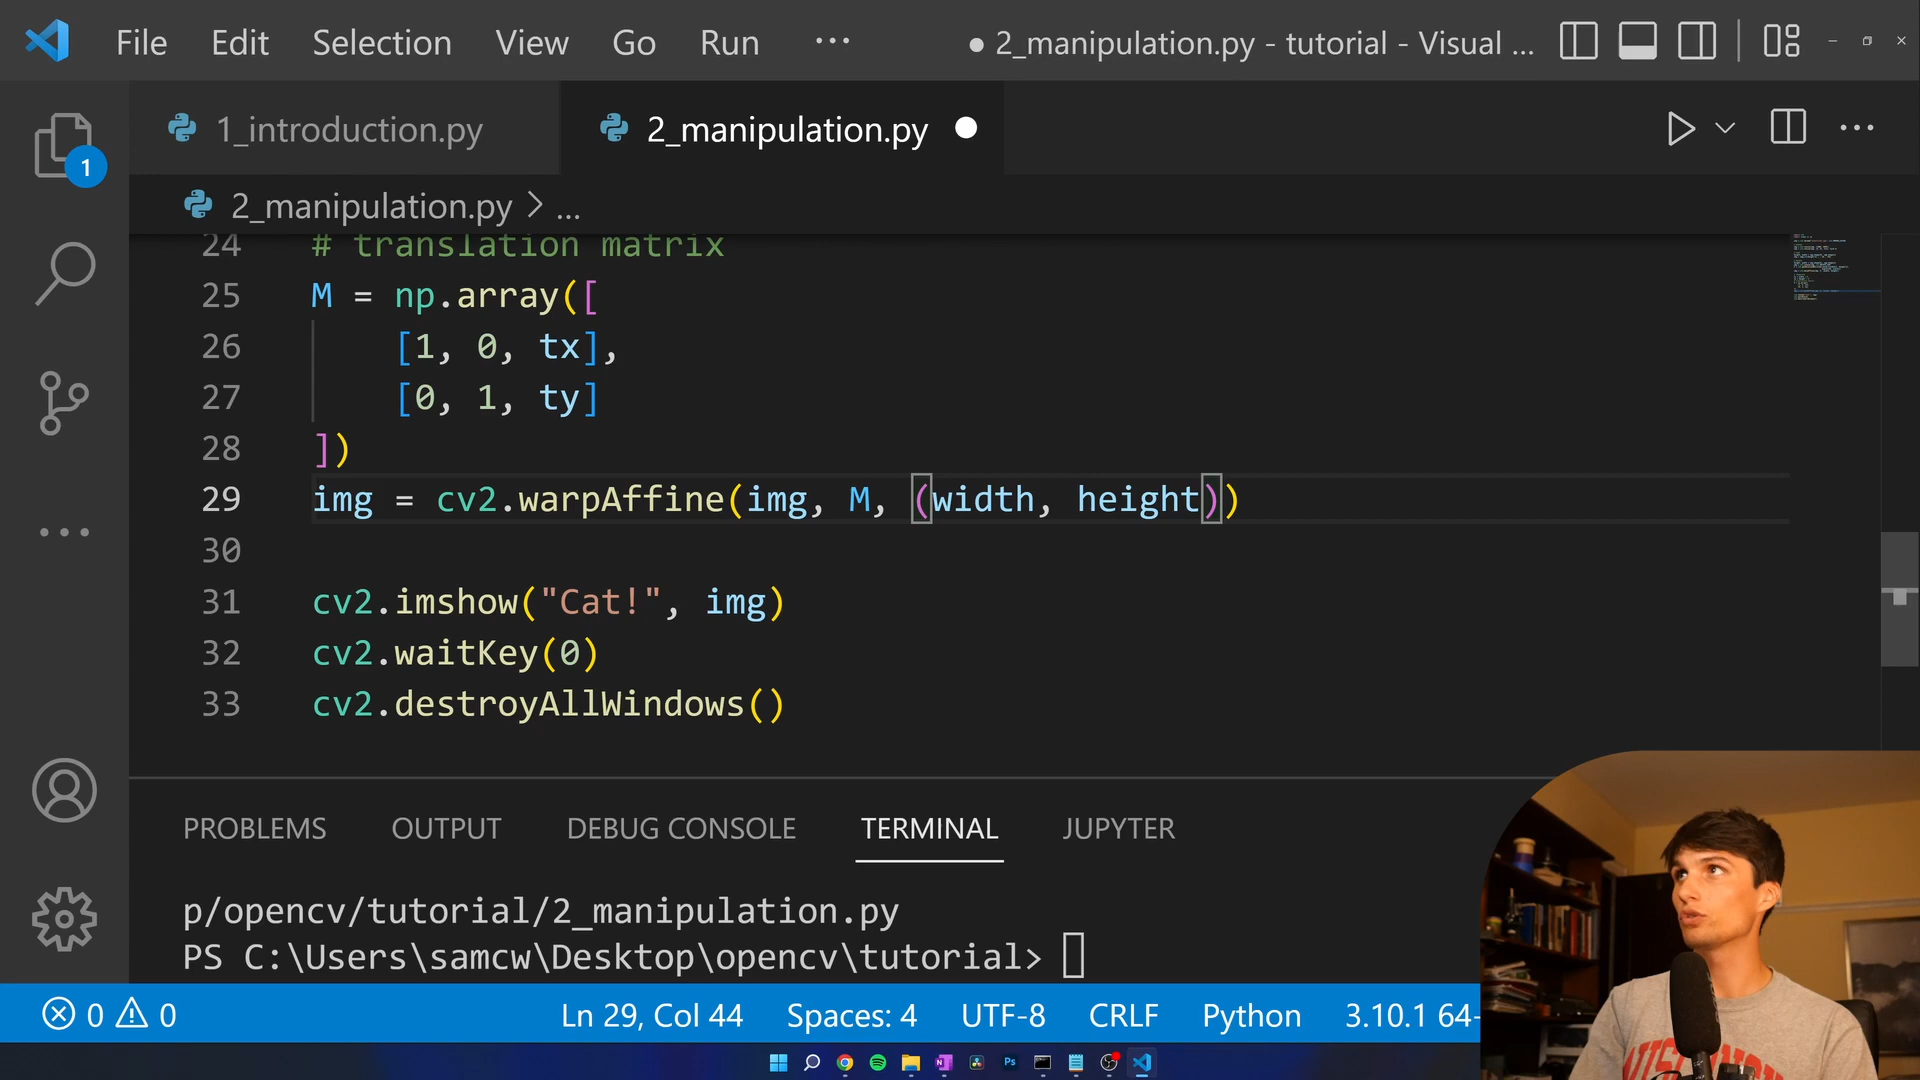 File Edit Selection View Go Run ··· ● 2_manipulation.py - tutorial - Visual ...
1_introduction.py 2_manipulation.py
1
2_manipulation.py > ...
24 # translation matrix
25 M = np.array([
26 [1, 0, tx],
27 [0, 1, ty]
28 ])
29 img = cv2.warpAffine(img, M, (width, height))
30
31 cv2.imshow("Cat!", img)
32 cv2.waitKey(0)
33 cv2.destroyAllWindows()
PROBLEMS OUTPUT DEBUG CONSOLE TERMINAL JUPYTER
p/opencv/tutorial/2_manipulation.py
PS C:\Users\samcw\Desktop\opencv\tutorial>
0 0 Ln 29, Col 44 Spaces: 4 UTF-8 CRLF Python 3.10.1 64-
Ps